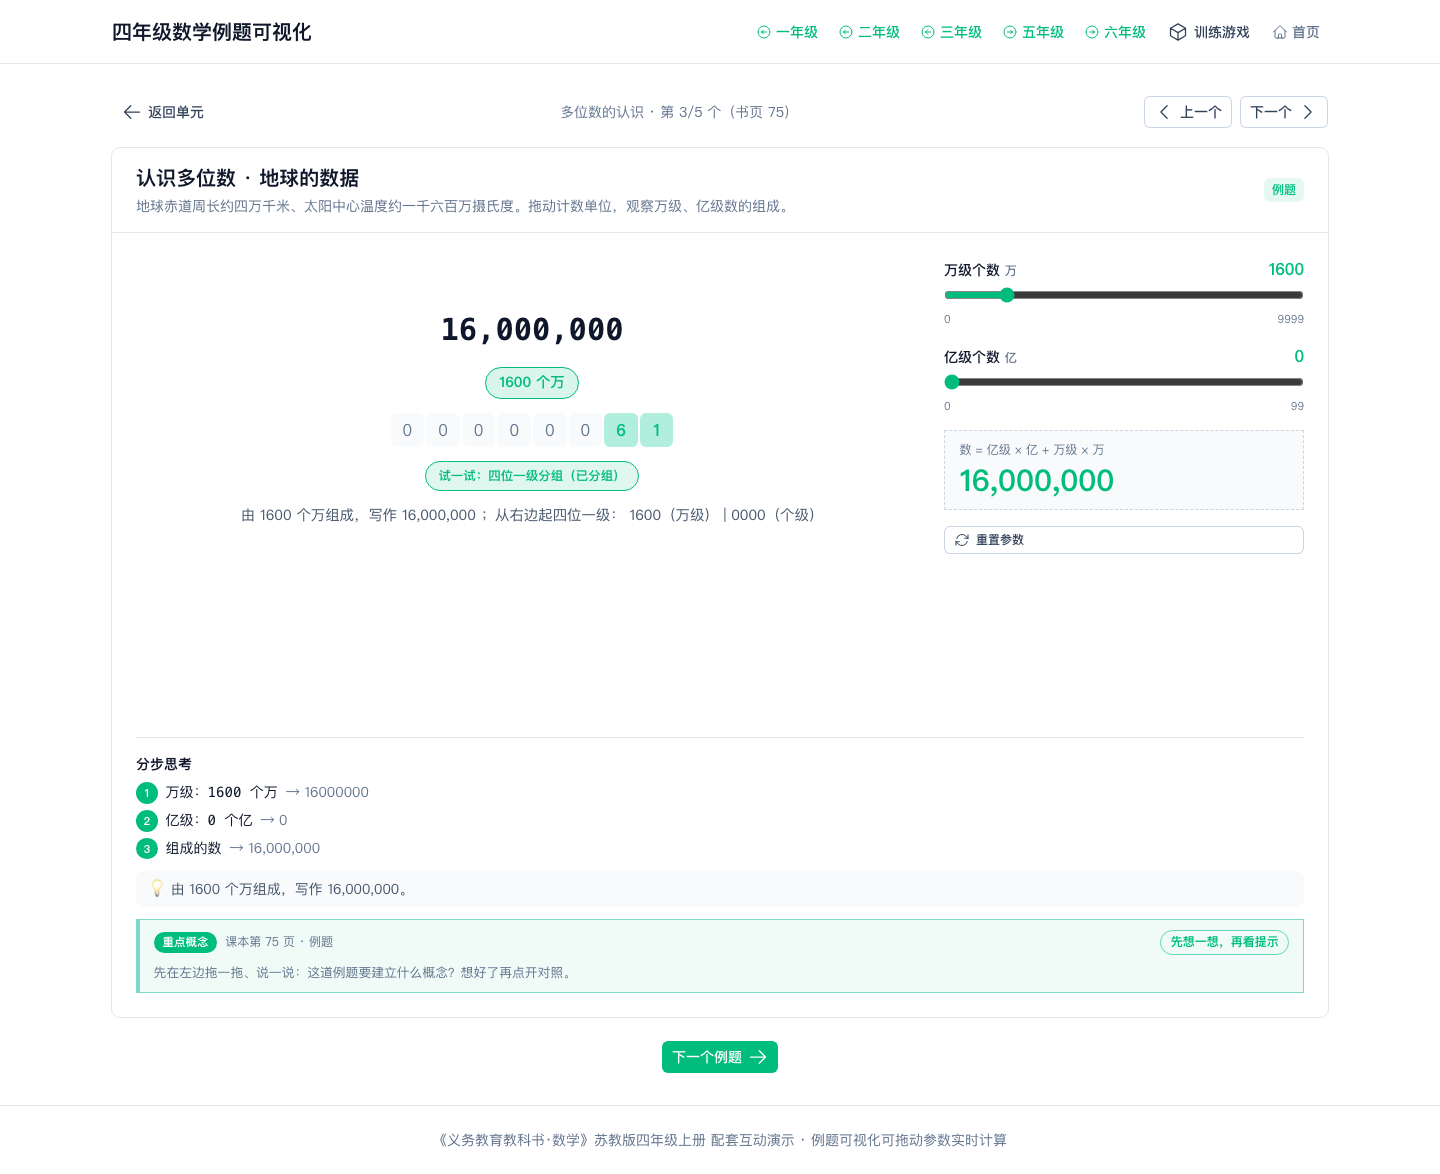 四年级数学例题可视化
一年级 二年级 三年级 五年级 六年级 训练游戏 首页
返回单元
多位数的认识 · 第 3/5 个（书页 75）
上一个 下一个
认识多位数 · 地球的数据
地球赤道周长约四万千米、太阳中心温度约一千六百万摄氏度。拖动计数单位，观察万级、亿级数的组成。
例题
16,000,000
1600 个万
0 0 0 0 0 0 6 1
试一试：四位一级分组（已分组）
由 1600 个万组成，写作 16,000,000 ；从右边起四位一级： 1600（万级）｜0000（个级）
万级个数 万 1600
0 9999
亿级个数 亿 0
0 99
数 = 亿级 × 亿 + 万级 × 万
16,000,000
重置参数
分步思考
1 万级：1600 个万 → 16000000
2 亿级：0 个亿 → 0
3 组成的数 → 16,000,000
💡 由 1600 个万组成，写作 16,000,000。
重点概念 课本第 75 页 · 例题
先想一想，再看提示
先在左边拖一拖、说一说：这道例题要建立什么概念？想好了再点开对照。
下一个例题 →
《义务教育教科书·数学》苏教版四年级上册 配套互动演示 · 例题可视化可拖动参数实时计算